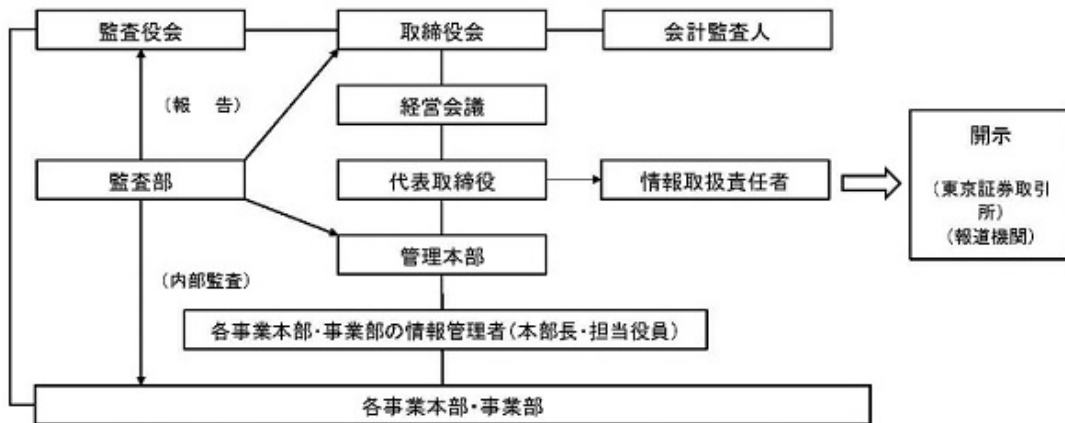 監査役会
取締役会
会計監査人
(報　告)
経営会議
監査部
代表取締役
情報取扱責任者
開示
(東京証券取引
所)
(報道機関)
管理本部
(内部監査)
各事業本部・事業部の情報管理者(本部長・担当役員)
各事業本部・事業部